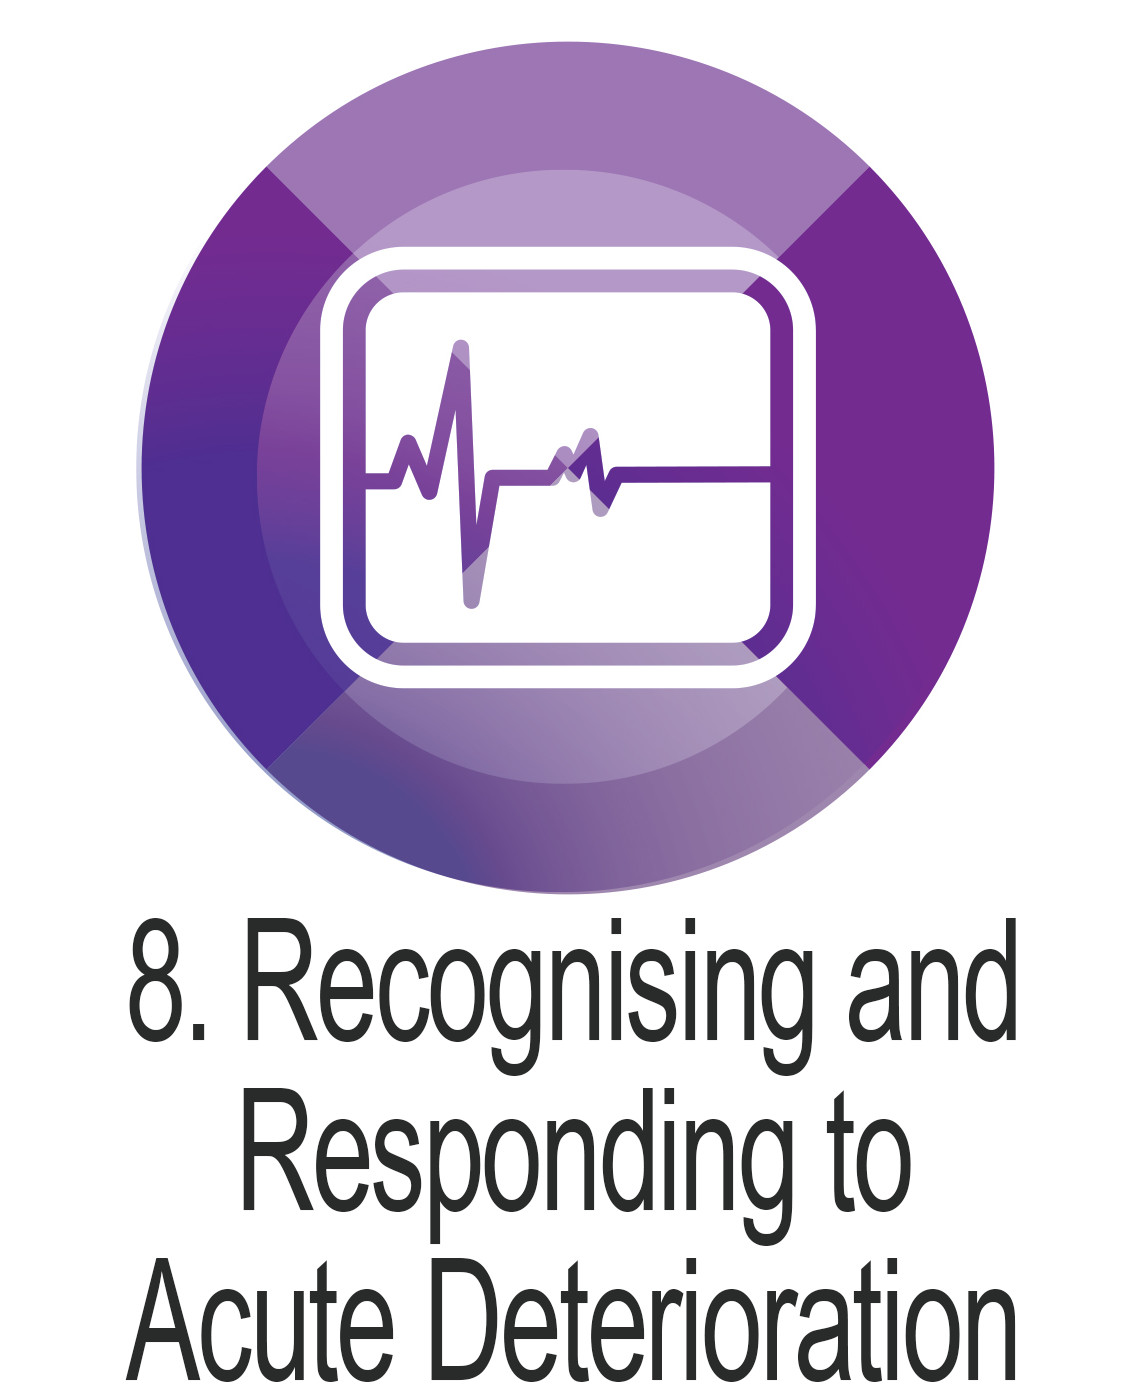 8. Recognising and
Responding to
Acute Deterioration